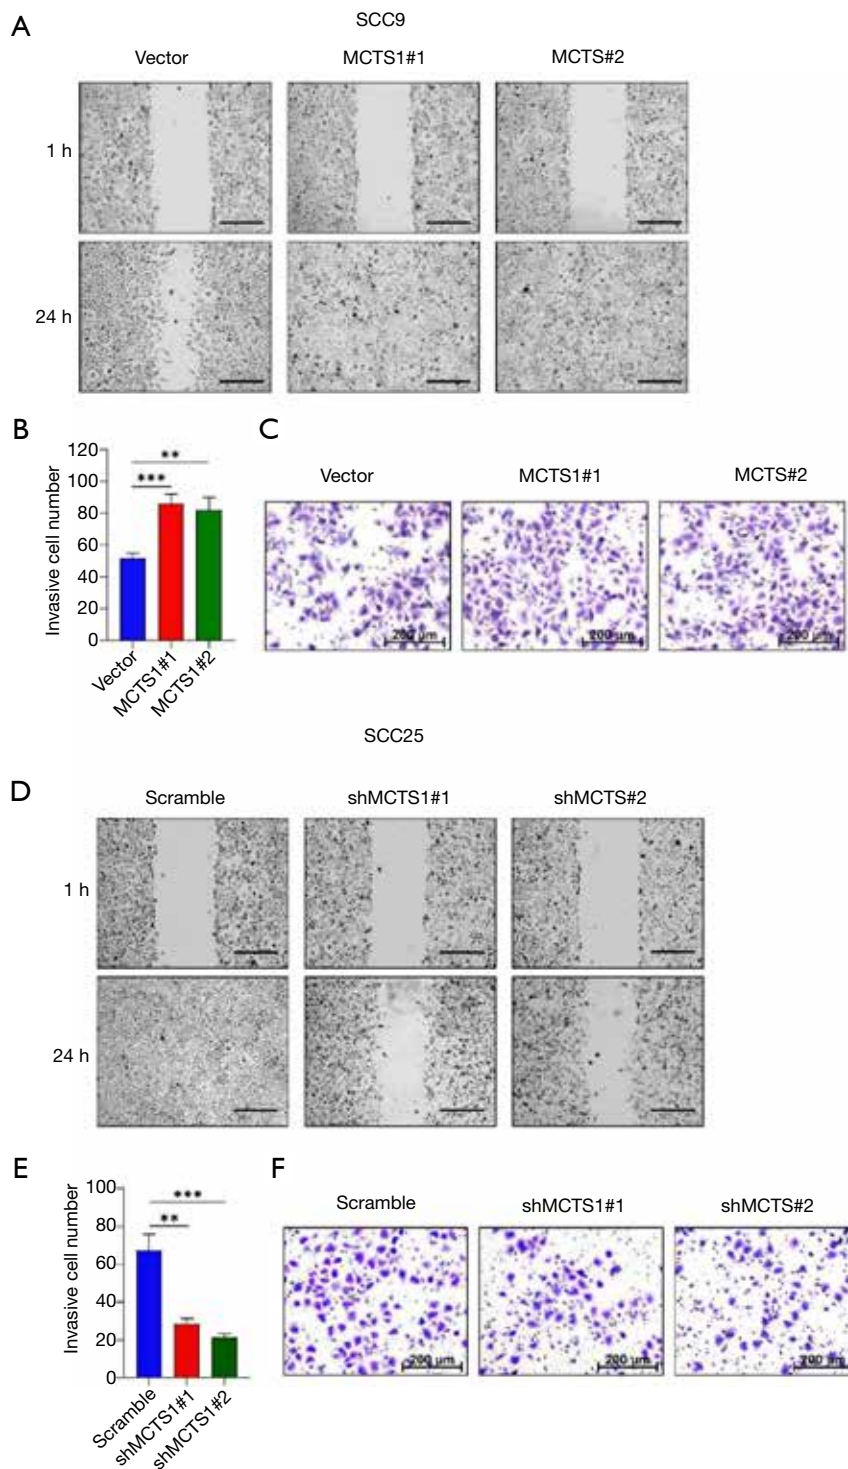 A
SCC9
Vector
MCTS1#1
MCTS#2
1 h
24 h
B
C
120
100
80
60
40
20
0
Invasive cell number
**
***
Vector
MCTS1#1
MCTS1#2
Vector
MCTS1#1
MCTS#2
200 μm
200 μm
200 μm
SCC25
D
Scramble
shMCTS1#1
shMCTS#2
1 h
24 h
E
F
100
80
60
40
20
0
Invasive cell number
***
**
Scramble
shMCTS1#1
shMCTS1#2
Scramble
shMCTS1#1
shMCTS#2
200 μm
200 μm
200 μm